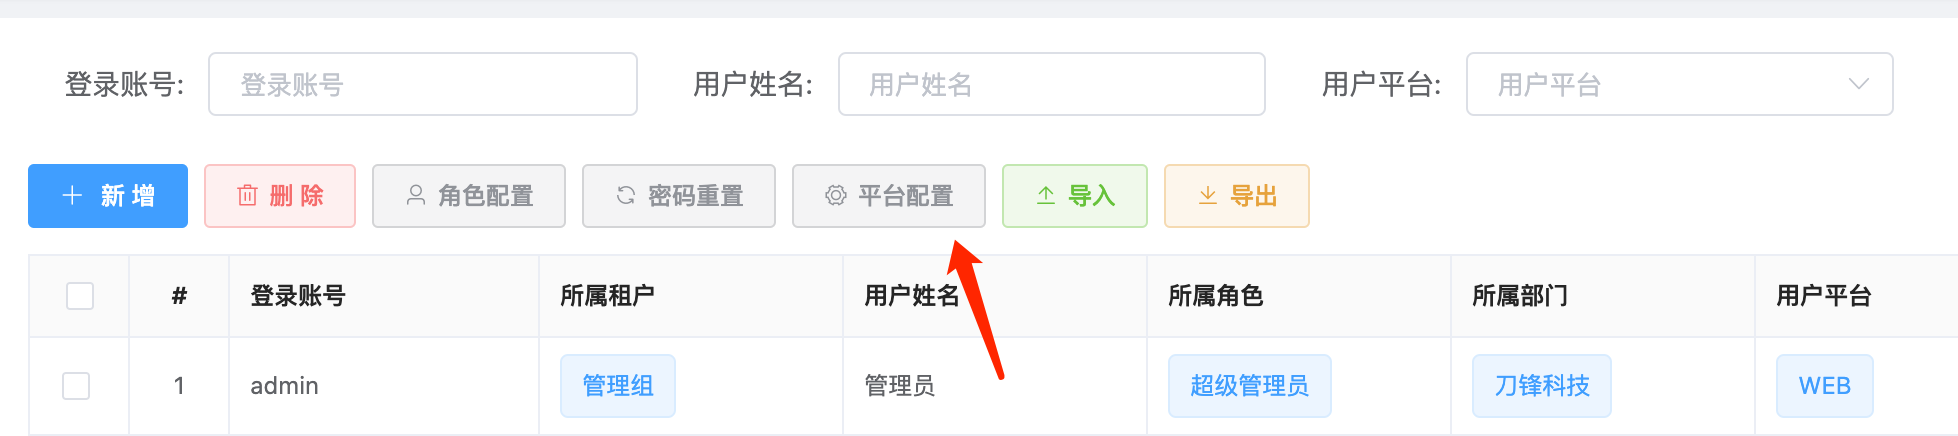 登录账号: 登录账号 用户姓名: 用户姓名 用户平台: 用户平台
新增 删除 角色配置 密码重置 平台配置 导入 导出
# 登录账号 所属租户 用户姓名 所属角色 所属部门 用户平台
1 admin 管理组 管理员 超级管理员 刀锋科技 WEB